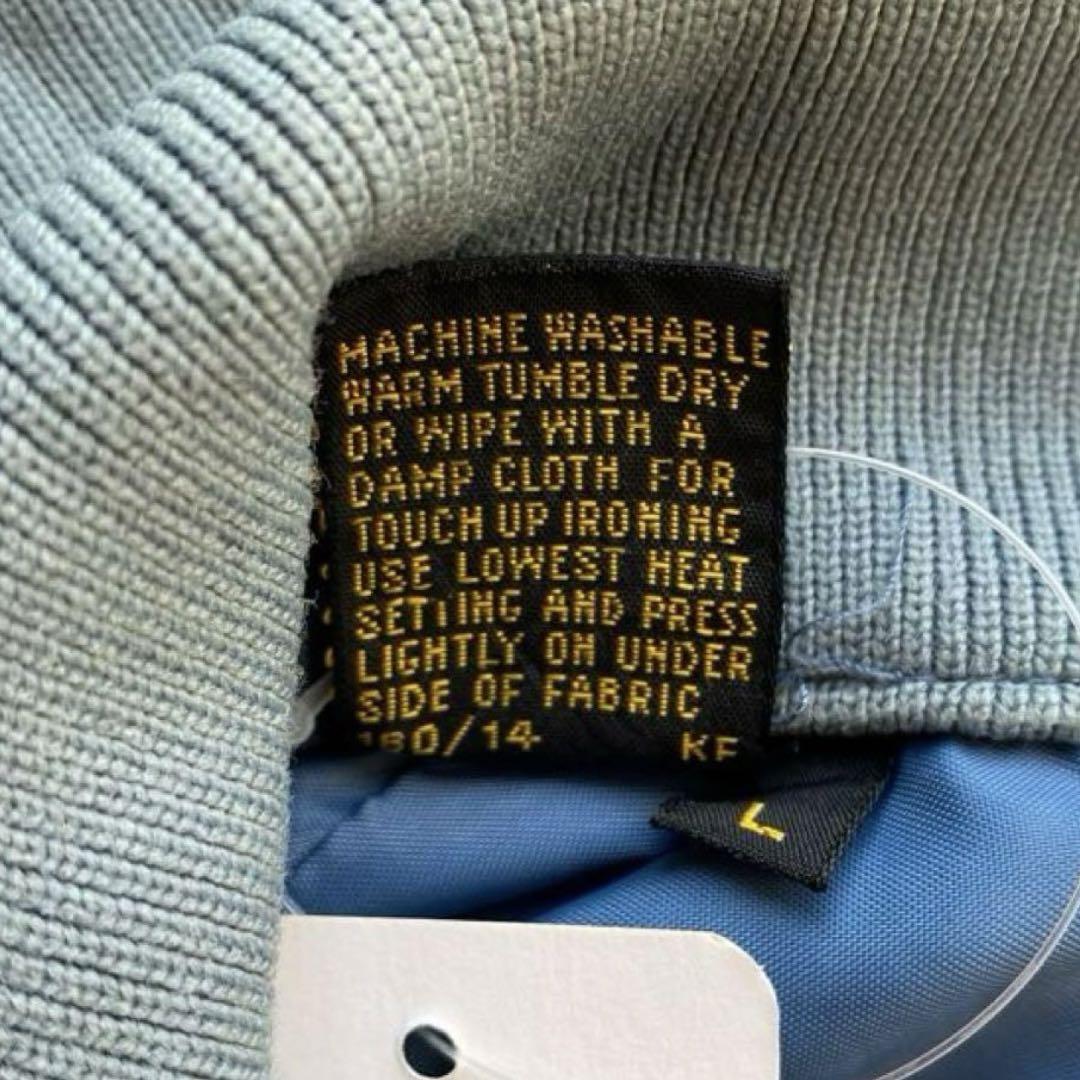 MACHINE WASHABLE
WARM TUMBLE DRY
OR WIPE WITH A
DAMP CLOTH FOR
TOUCH UP IRONING
USE LOWEST HEAT
SETTING AND PRESS
LIGHTLY ON UNDER
SIDE OF FABRIC
/14
L